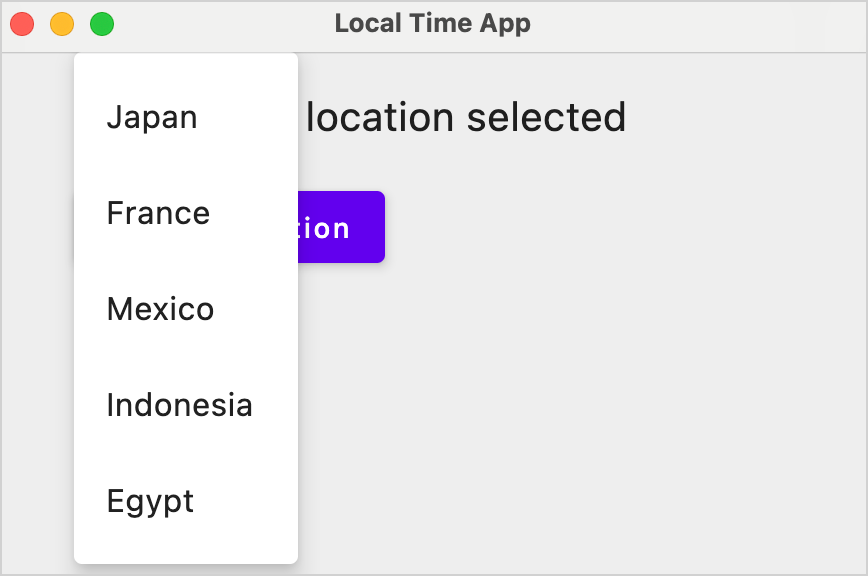 Local Time App
Japan
location selected
France
tion
Mexico
Indonesia
Egypt